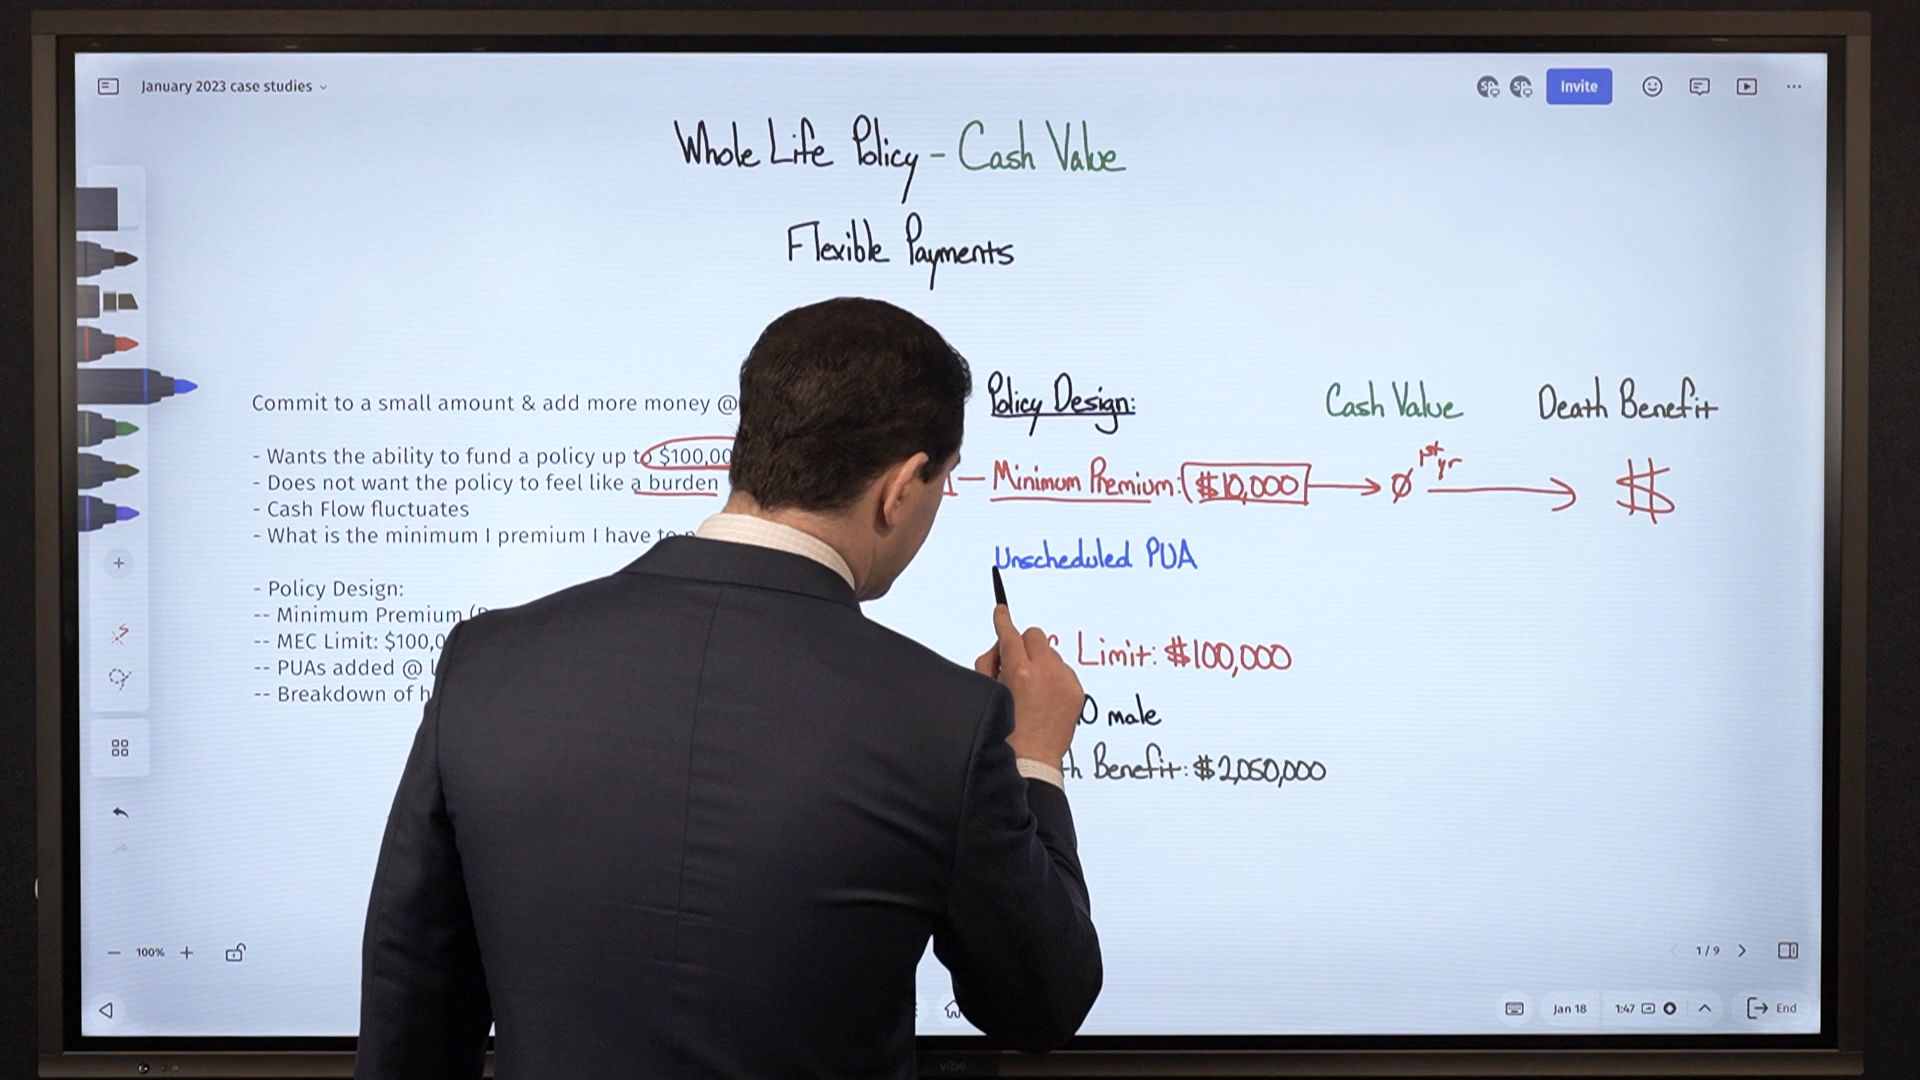 January 2023 case studies
Invite
Whole Life Policy - Cash Value
Flexible Payments
Commit to a small amount & add more money @
- Wants the ability to fund a policy up to $100,00
- Does not want the policy to feel like a burden
- Cash Flow fluctuates
- What is the minimum I premium I have
- Policy Design:
-- Minimum Premium
-- MEC Limit: $100,0
-- PUAs added @
-- Breakdown of
Policy Design:
Cash Value
Death Benefit
Minimum Premium: $10,000
Ø
1st yr
$
Unscheduled PUA
Limit: $100,000
male
Benefit: $2,050,000
100%
1/9
Jan 18
1:47
End
vibe